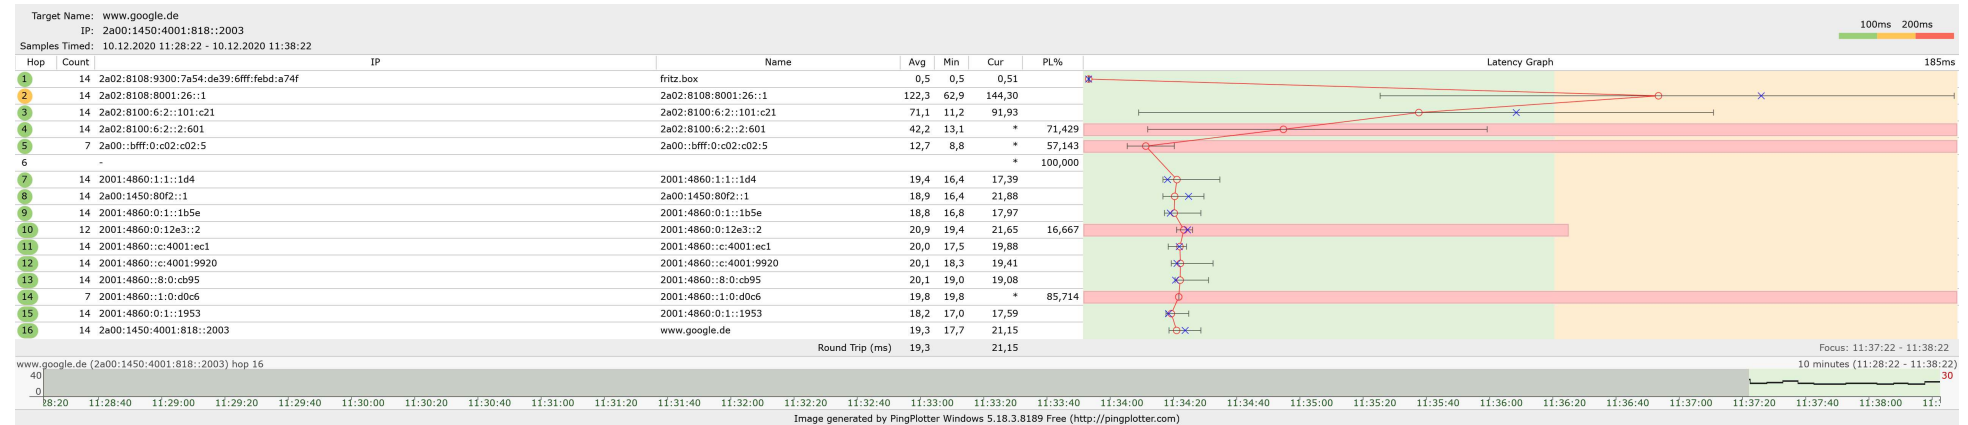 Target Name: www.google.de
IP: 2a00:1450:4001:818::2003
Samples Timed: 10.12.2020 11:28:22 - 10.12.2020 11:38:22
100ms 200ms
Hop Count IP Name Avg Min Cur PL% Latency Graph 185ms
1 14 2a02:8108:9300:7a54:de39:6fff:febd:a74f fritz.box 0,5 0,5 0,51
2 14 2a02:8108:8001:26::1 2a02:8108:8001:26::1 122,3 62,9 144,30
3 14 2a02:8100:6:2::101:c21 2a02:8100:6:2::101:c21 71,1 11,2 91,93
4 14 2a02:8100:6:2::2:601 2a02:8100:6:2::2:601 42,2 13,1 * 71,429
5 7 2a00::bfff:0:c02:c02:5 2a00::bfff:0:c02:c02:5 12,7 8,8 * 57,143
6 - * 100,000
7 14 2001:4860:1:1::1d4 2001:4860:1:1::1d4 19,4 16,4 17,39
8 14 2a00:1450:80f2::1 2a00:1450:80f2::1 18,9 16,4 21,88
9 14 2001:4860:0:1::1b5e 2001:4860:0:1::1b5e 18,8 16,8 17,97
10 12 2001:4860:0:12e3::2 2001:4860:0:12e3::2 20,9 19,4 21,65 16,667
11 14 2001:4860::c:4001:ec1 2001:4860::c:4001:ec1 20,0 17,5 19,88
12 14 2001:4860::c:4001:9920 2001:4860::c:4001:9920 20,1 18,3 19,41
13 14 2001:4860::8:0:cb95 2001:4860::8:0:cb95 20,1 19,0 19,08
14 7 2001:4860::1:0:d0c6 2001:4860::1:0:d0c6 19,8 19,8 * 85,714
15 14 2001:4860:0:1::1953 2001:4860:0:1::1953 18,2 17,0 17,59
16 14 2a00:1450:4001:818::2003 www.google.de 19,3 17,7 21,15
Round Trip (ms) 19,3 21,15 Focus: 11:37:22 - 11:38:22
www.google.de (2a00:1450:4001:818::2003) hop 16 10 minutes (11:28:22 - 11:38:22)
40 30
0
28:20 11:28:40 11:29:00 11:29:20 11:29:40 11:30:00 11:30:20 11:30:40 11:31:00 11:31:20 11:31:40 11:32:00 11:32:20 11:32:40 11:33:00 11:33:20 11:33:40 11:34:00 11:34:20 11:34:40 11:35:00 11:35:20 11:35:40 11:36:00 11:36:20 11:36:40 11:37:00 11:37:20 11:37:40 11:38:00 11:
Image generated by PingPlotter Windows 5.18.3.8189 Free (http://pingplotter.com)